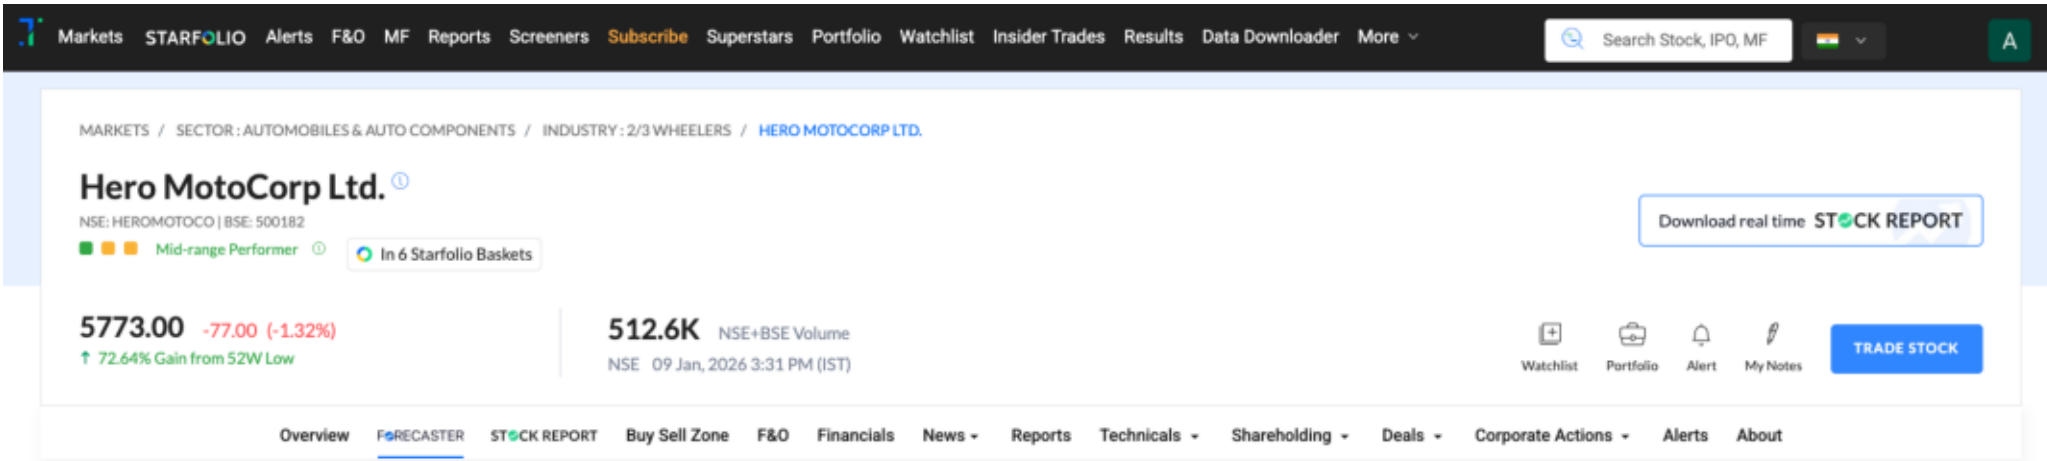 Markets STARFOLIO Alerts F&O MF Reports Screeners Subscribe Superstars Portfolio Watchlist Insider Trades Results Data Downloader More Search Stock, IPO, MF A
MARKETS / SECTOR : AUTOMOBILES & AUTO COMPONENTS / INDUSTRY : 2/3 WHEELERS / HERO MOTOCORP LTD.
Hero MotoCorp Ltd.
NSE: HEROMOTOCO | BSE: 500182
Mid-range Performer In 6 Starfolio Baskets
Download real time STOCK REPORT
5773.00 -77.00 (-1.32%)
↑ 72.64% Gain from 52W Low
512.6K NSE+BSE Volume
NSE 09 Jan, 2026 3:31 PM (IST)
Watchlist Portfolio Alert My Notes TRADE STOCK
Overview FORECASTER STOCK REPORT Buy Sell Zone F&O Financials News Reports Technicals Shareholding Deals Corporate Actions Alerts About